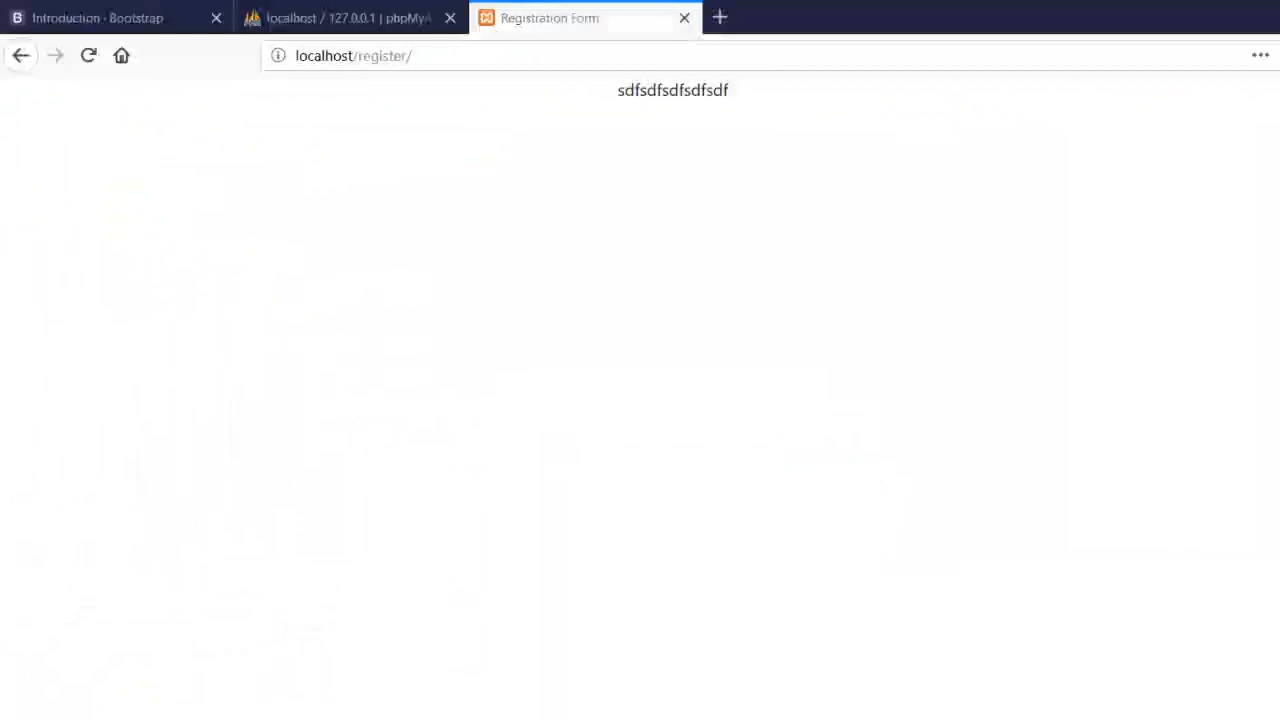 B Introduction · Bootstrap
localhost / 127.0.0.1 | phpMyA
Registration Form
localhost/register/
sdfsdfsdfsdfsdf